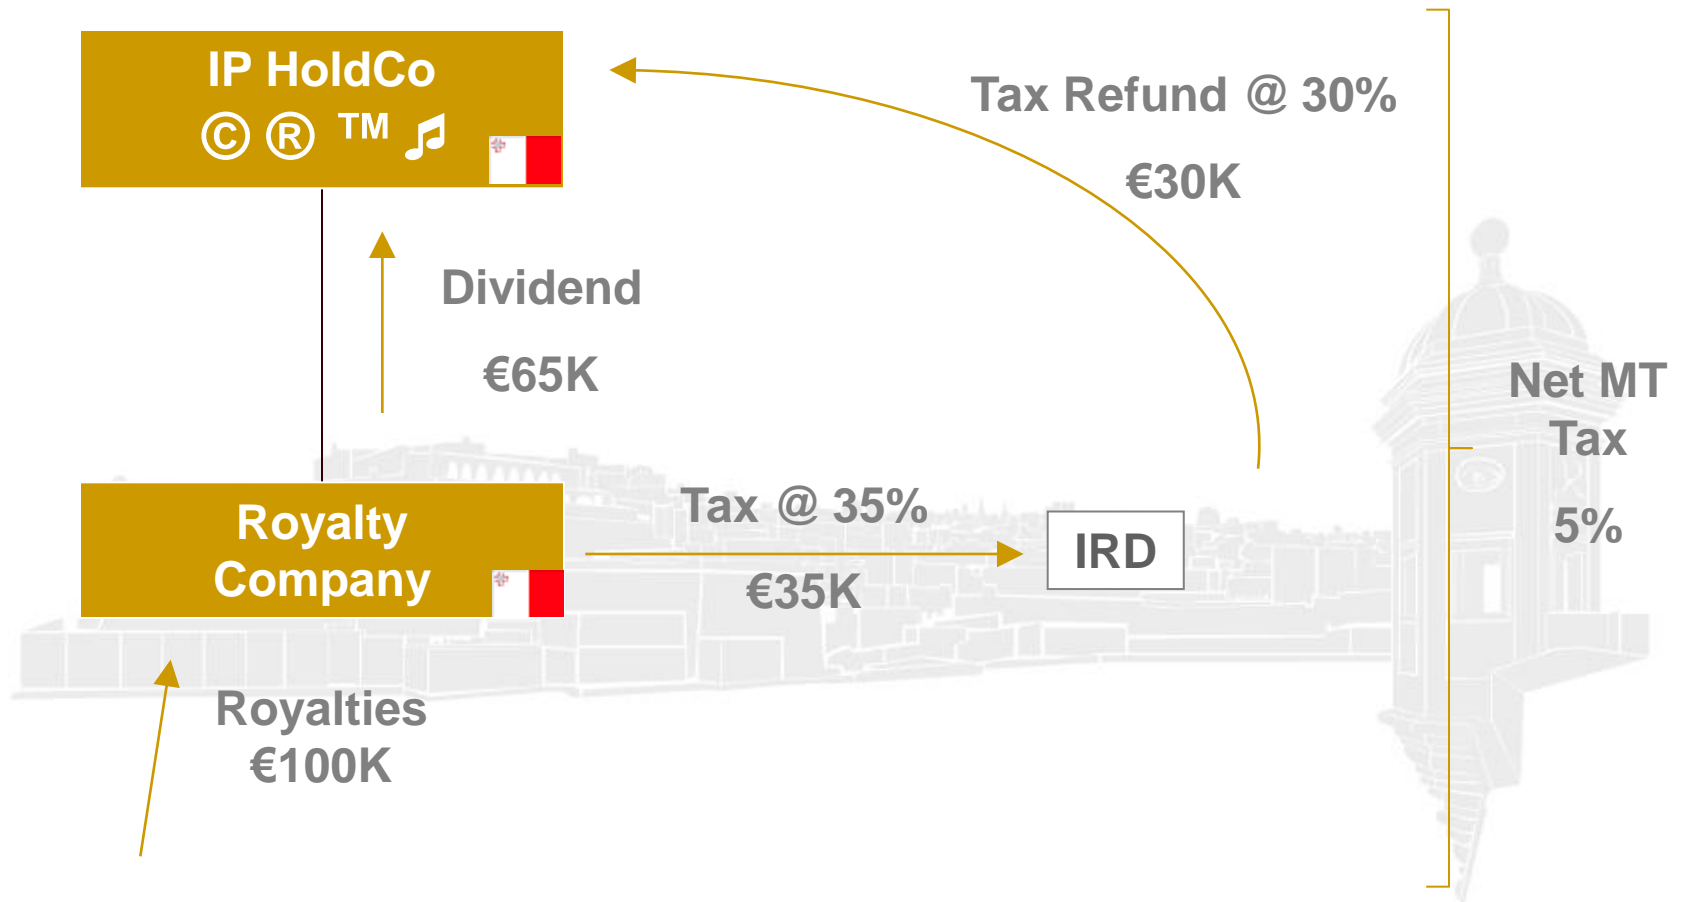 IP HoldCo
© ® ™ ♫
Tax Refund @ 30%
€30K
Dividend
€65K
Net MT
Tax
5%
Royalty
Company
Tax @ 35%
€35K
IRD
Royalties
€100K